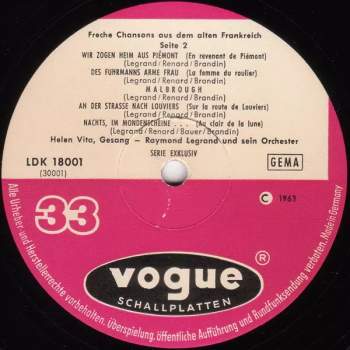 Freche Chansons aus dem alten Frankreich
Seite 2
WIR ZOGEN HEIM AUS PIÉMONT (En revenant de Piémont)
(Legrand/Renard/Brandin)
DES FUHRMANNS ARME FRAU (La femme du roulier)
(Legrand/Renard/Brandin)
MALBROUGH
(Legrand/Renard/Brandin)
AN DER STRASSE NACH LOUVIERS (Sur la route de Louviers)
(Legrand/Renard/Brandin)
NACHTS, IM MONDENSCHEINE . . . (Au clair de la lune)
(Legrand/Renard/Bauer/Brandin)
Helen Vita, Gesang — Raymond Legrand und sein Orchester
LDK 18001
(30001)
SERIE EXKLUSIV
GEMA
33
© 1963
vogue ®
SCHALLPLATTEN
Alle Urheber- und Herstellerrechte vorbehalten. Überspielung, öffentliche Aufführung und Rundfunksendung verboten. Made in Germany